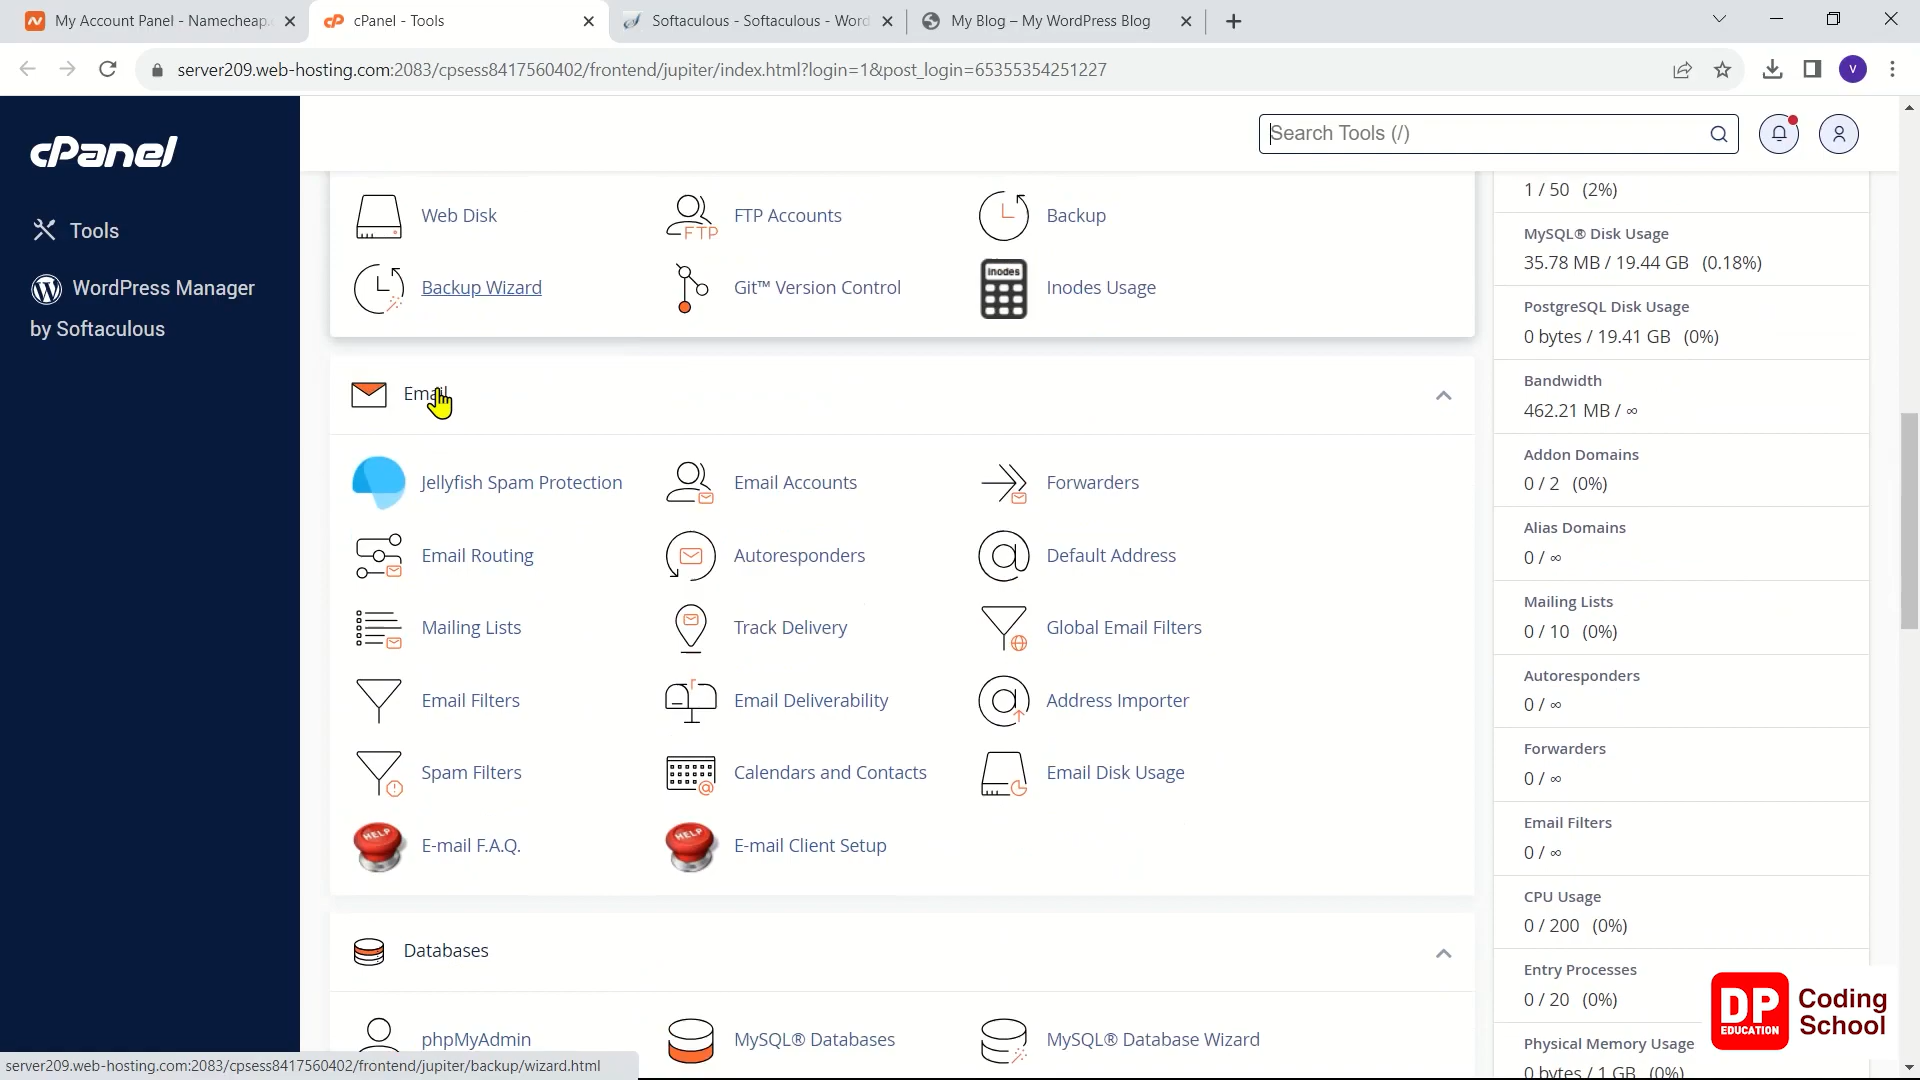 My Account Panel - Namecheap.
cPanel - Tools
Softaculous - Softaculous - Word
My Blog – My WordPress Blog
server209.web-hosting.com:2083/cpsess8417560402/frontend/jupiter/index.html?login=1&post_login=65355354251227
V
cPanel
Search Tools (/)
Tools
WordPress Manager
by Softaculous
Web Disk
FTP
FTP Accounts
Backup
Backup Wizard
Git™ Version Control
inodes
Inodes Usage
Email
Jellyfish Spam Protection
Email Accounts
Forwarders
Email Routing
Autoresponders
Default Address
Mailing Lists
Track Delivery
Global Email Filters
Email Filters
Email Deliverability
Address Importer
Spam Filters
Calendars and Contacts
Email Disk Usage
HELP
E-mail F.A.Q.
HELP
E-mail Client Setup
Databases
phpMyAdmin
MySQL® Databases
MySQL® Database Wizard
1 / 50 (2%)
MySQL® Disk Usage
35.78 MB / 19.44 GB (0.18%)
PostgreSQL Disk Usage
0 bytes / 19.41 GB (0%)
Bandwidth
462.21 MB / ∞
Addon Domains
0 / 2 (0%)
Alias Domains
0 / ∞
Mailing Lists
0 / 10 (0%)
Autoresponders
0 / ∞
Forwarders
0 / ∞
Email Filters
0 / ∞
CPU Usage
0 / 200 (0%)
Entry Processes
0 / 20 (0%)
Physical Memory Usage
0 bytes / 1 GB (0%)
DP
EDUCATION
Coding
School
server209.web-hosting.com:2083/cpsess8417560402/frontend/jupiter/backup/wizard.html